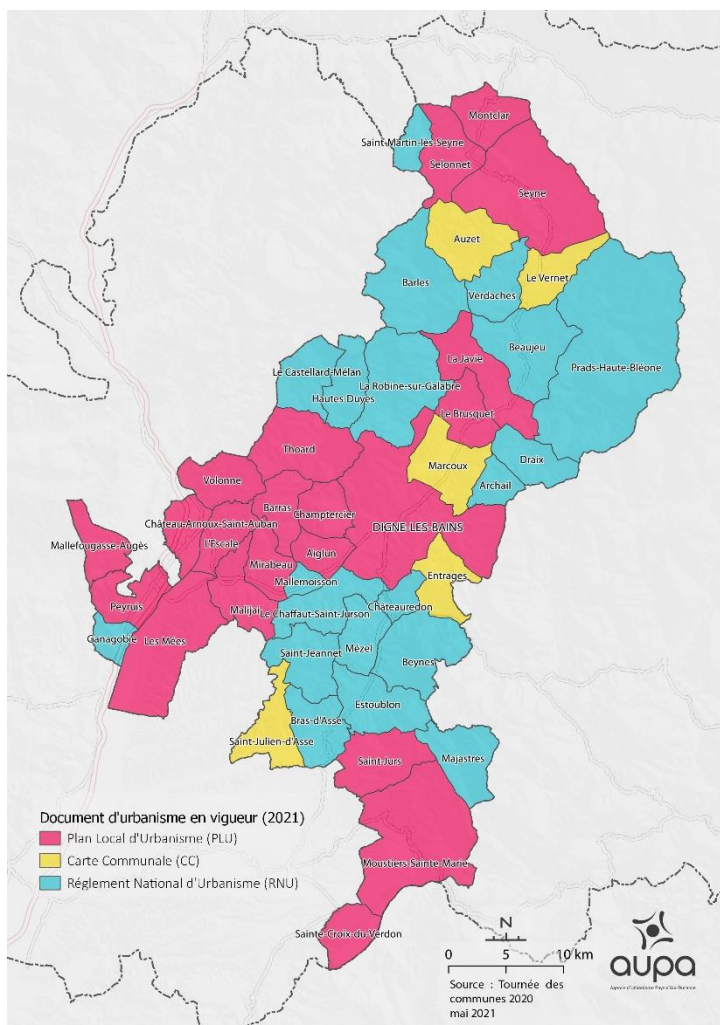 Montclar
Saint-Martin-lès-Seyne
Selonnet
Seyne
Auzet
Le Vernet
Barles
Verdaches
Beaujeu
La Javie
Prads-Haute-Bléone
Le Castellard-Mélan
La Robine-sur-Galabre
Hautes-Duyes
Le Brusquet
Thoard
Marcoux
Draix
Volonne
Archail
Barras
Champtercier
Château-Arnoux-Saint-Auban
DIGNE-LES-BAINS
L'Escale
Mallefougasse-Augès
Aiglun
Mirabeau
Entrages
Mallemoisson
Peyruis
Malijai
Châteauredon
Le Chaffaut-Saint-Jurson
Ganagobie
Les Mées
Saint-Jeannet
Mézel
Beynes
Estoublon
Bras-d'Asse
Saint-Julien-d'Asse
Saint-Jurs
Majastres
Moustiers-Sainte-Marie
Sainte-Croix-du-Verdon
Document d'urbanisme en vigueur (2021)
Plan Local d'Urbanisme (PLU)
Carte Communale (CC)
Réglement National d'Urbanisme (RNU)
N
0 5 10 km
Source : Tournée des
communes 2020
mai 2021
aupa
Agence d'Urbanisme Pays d'Aix-Durance